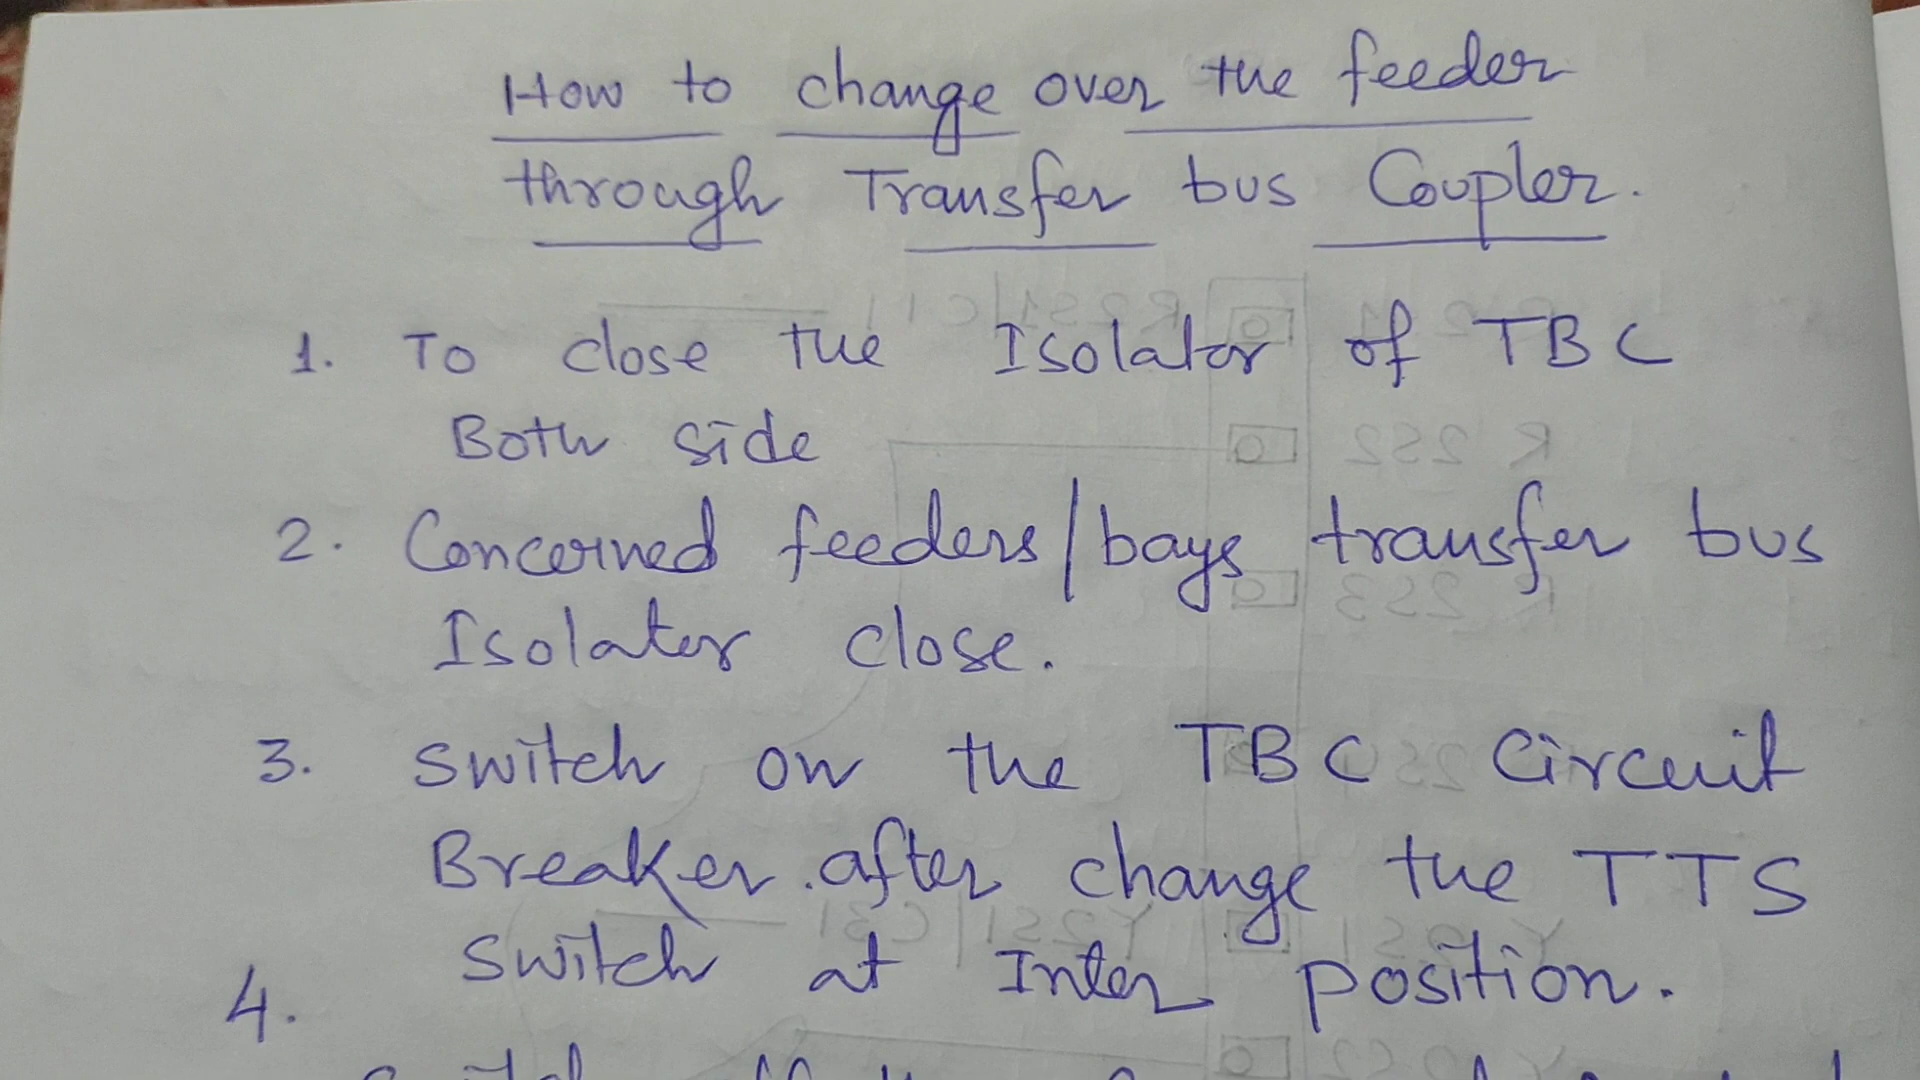 How to change over the feeder
through Transfer bus Coupler.
1. To close the Isolator of TBC
Both side
2. Concerned feeders/bays transfer bus
Isolator close.
3. Switch on the TBC Circuit
Breaker. after change the TTS
Switch at Inter position.
4.